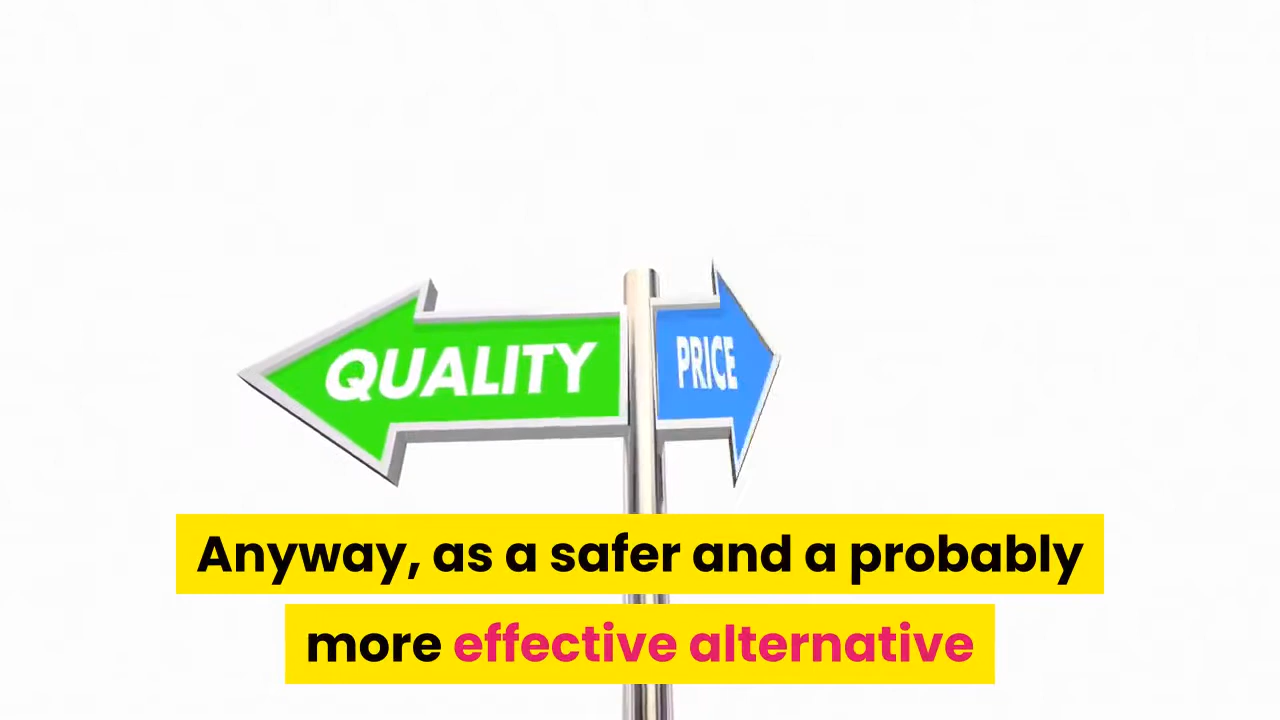 QUALITY
PRICE
Anyway, as a safer and a probably
more effective alternative